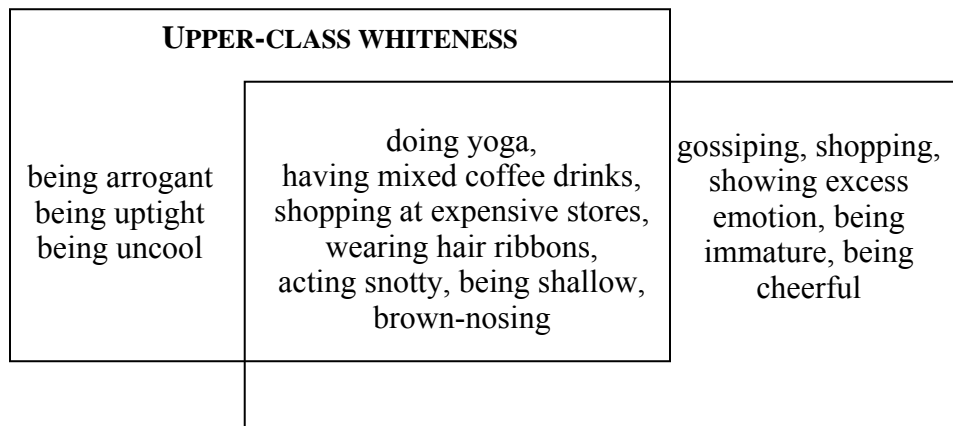 UPPER-CLASS WHITENESS
being arrogant
being uptight
being uncool
doing yoga,
having mixed coffee drinks,
shopping at expensive stores,
wearing hair ribbons,
acting snotty, being shallow,
brown-nosing
gossiping, shopping,
showing excess
emotion, being
immature, being
cheerful